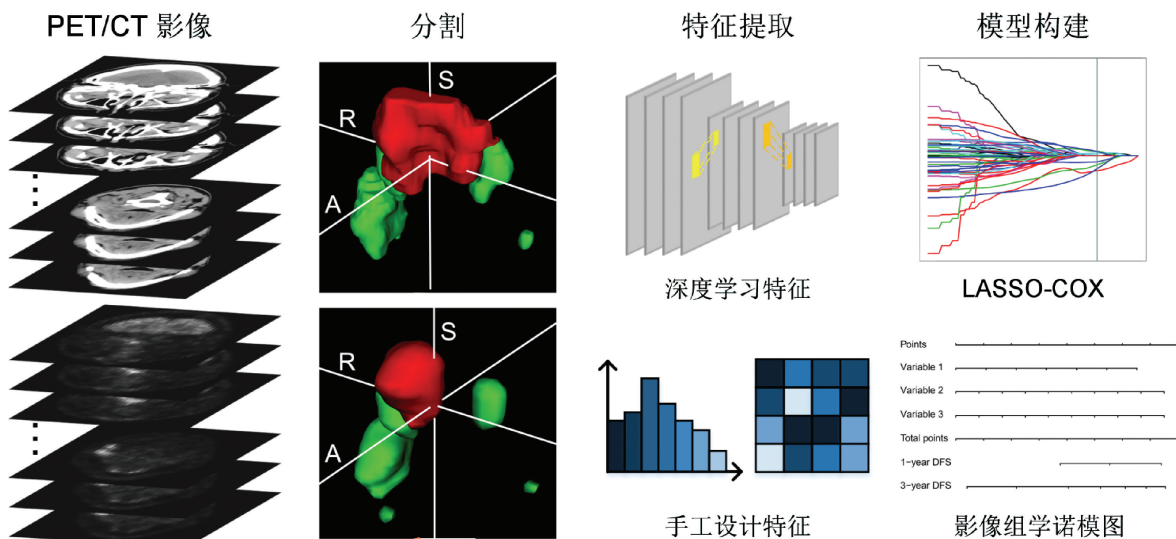 PET/CT 影像
分割
特征提取
模型构建
S
R
A
深度学习特征
LASSO-COX
S
R
A
Points
Variable 1
Variable 2
Variable 3
Total points
1-year DFS
3-year DFS
手工设计特征
影像组学诺模图